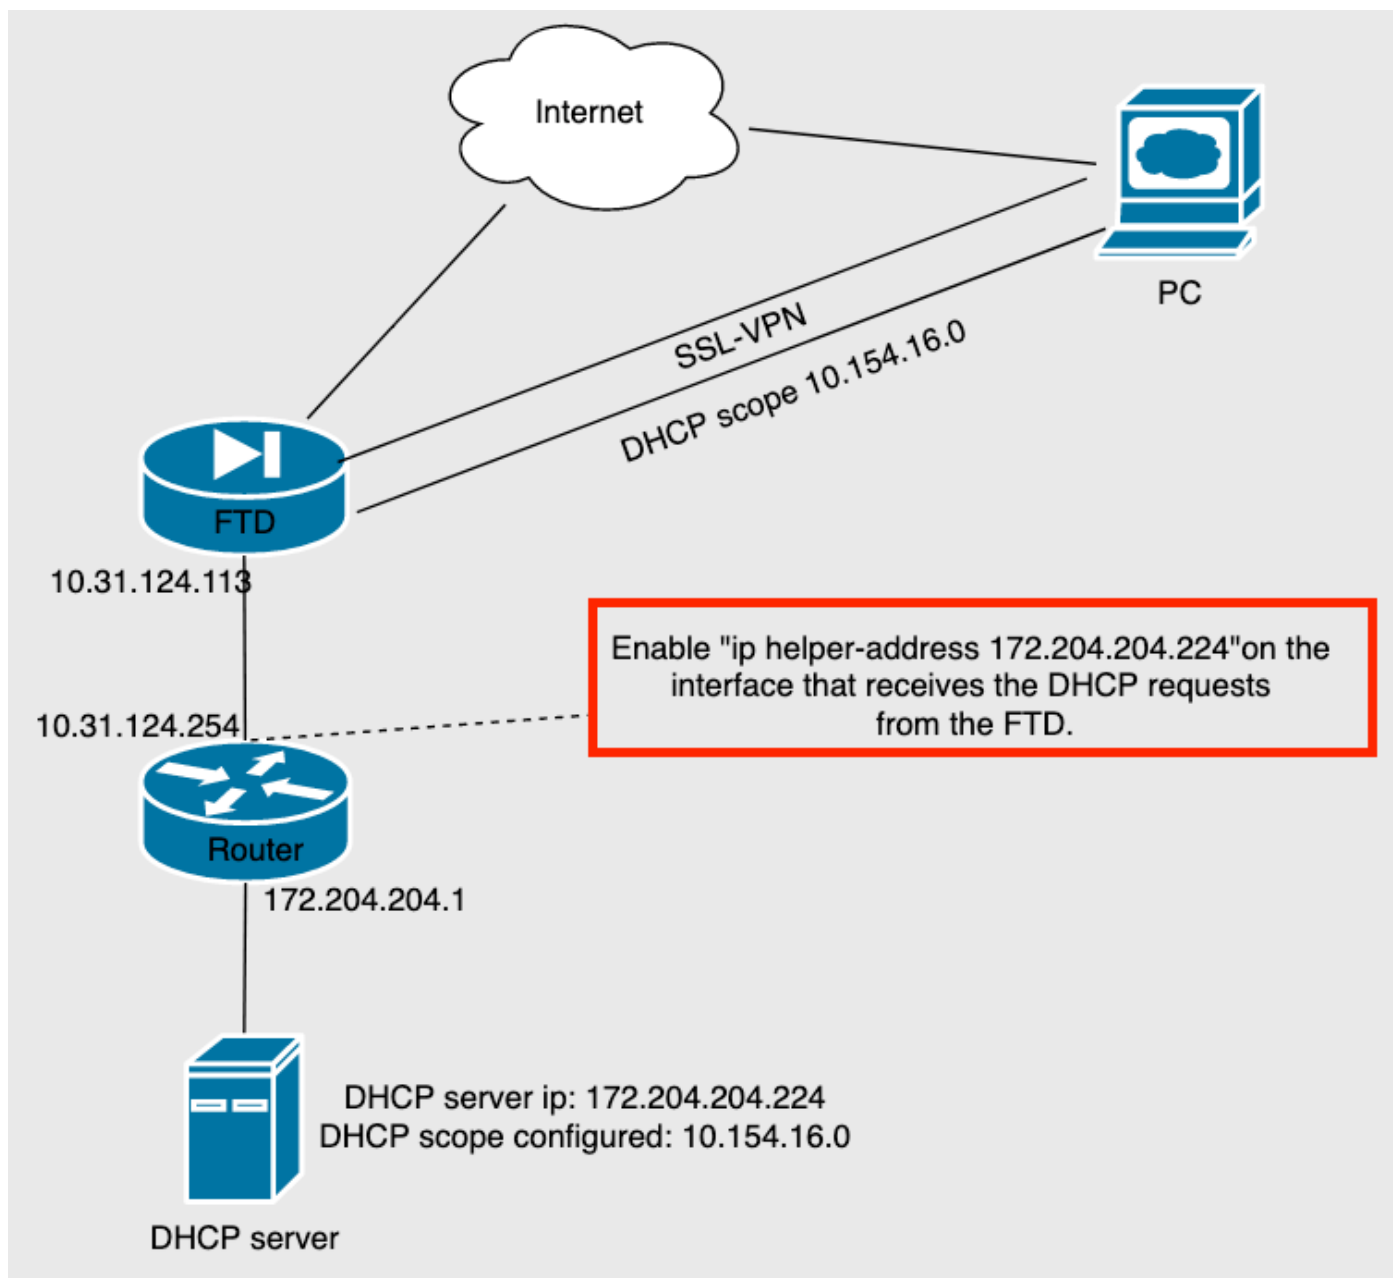 Internet
PC
SSL-VPN
DHCP scope 10.154.16.0
FTD
10.31.124.113
Enable "ip helper-address 172.204.204.224"on the
interface that receives the DHCP requests
from the FTD.
10.31.124.254
Router
172.204.204.1
DHCP server ip: 172.204.204.224
DHCP scope configured: 10.154.16.0
DHCP server